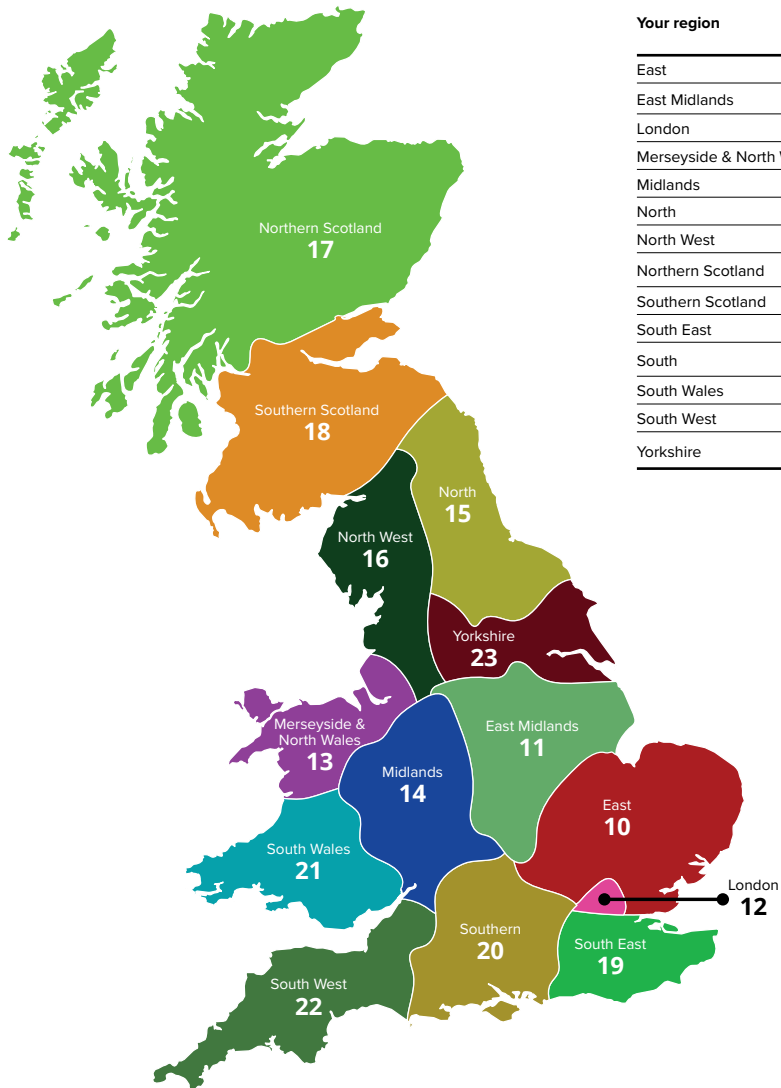 Your region
East
East Midlands
London
Merseyside & North W
Midlands
North
North West
Northern Scotland
Southern Scotland
South East
South
South Wales
South West
Yorkshire
Northern Scotland
17
Southern Scotland
18
North
15
North West
16
Yorkshire
23
Merseyside &
North Wales
13
East Midlands
11
Midlands
14
East
10
South Wales
21
London
12
Southern
20
South East
19
South West
22